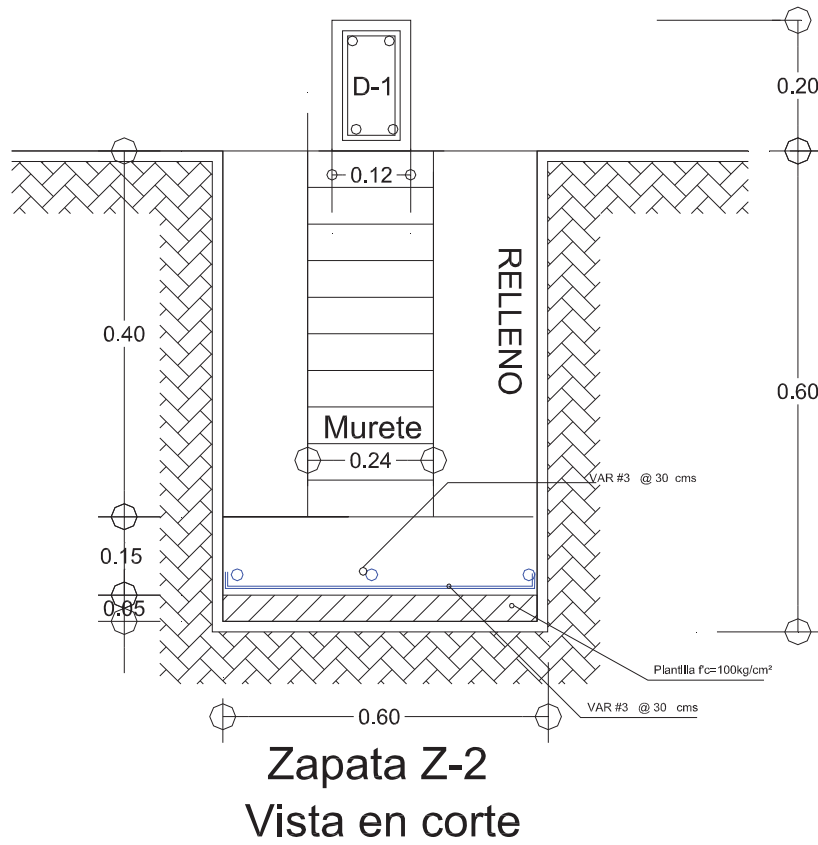 D-1
0.20
0.12
RELLENO
0.40
0.60
Murete
0.24
VAR #3 @ 30 cms
0.15
0.05
Plantilla f'c=100kg/cm²
VAR #3 @ 30 cms
0.60
Zapata Z-2
Vista en corte